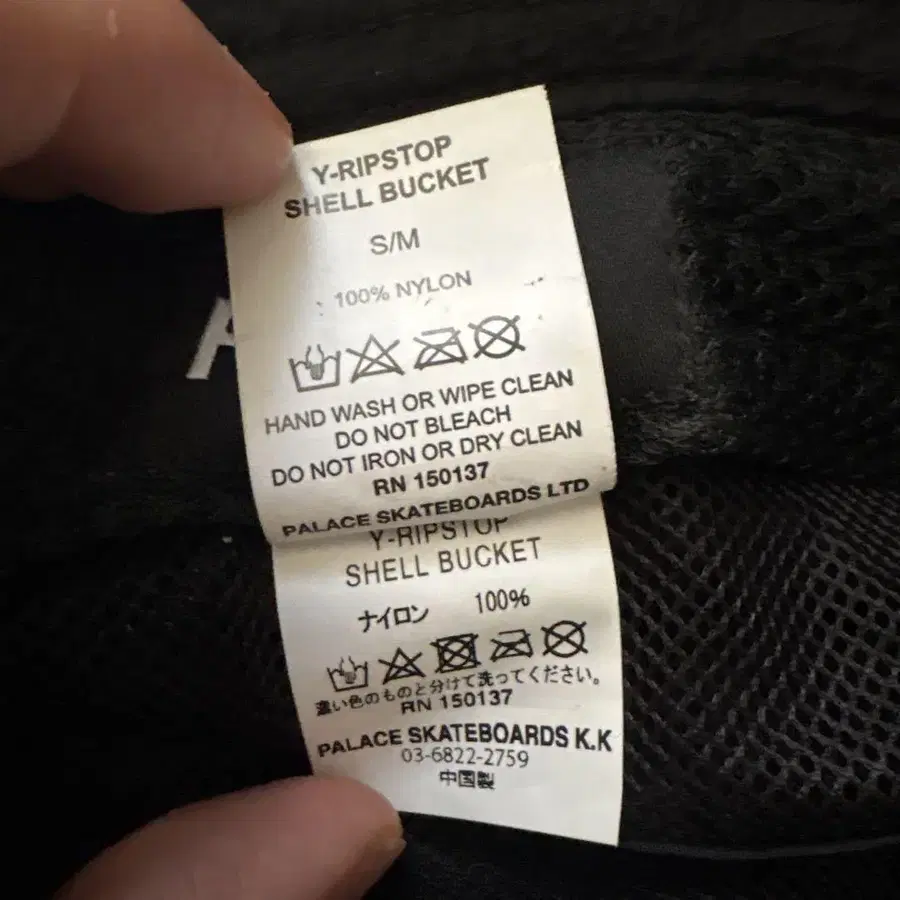 Y-RIPSTOP
SHELL BUCKET
S/M
100% NYLON
HAND WASH OR WIPE CLEAN
DO NOT BLEACH
DO NOT IRON OR DRY CLEAN
RN 150137
PALACE SKATEBOARDS LTD
Y-RIPSTOP
SHELL BUCKET
ナイロン 100%
濃い色のものと分けて洗ってください。
RN 150137
PALACE SKATEBOARDS K.K
03-6822-2759
中国製